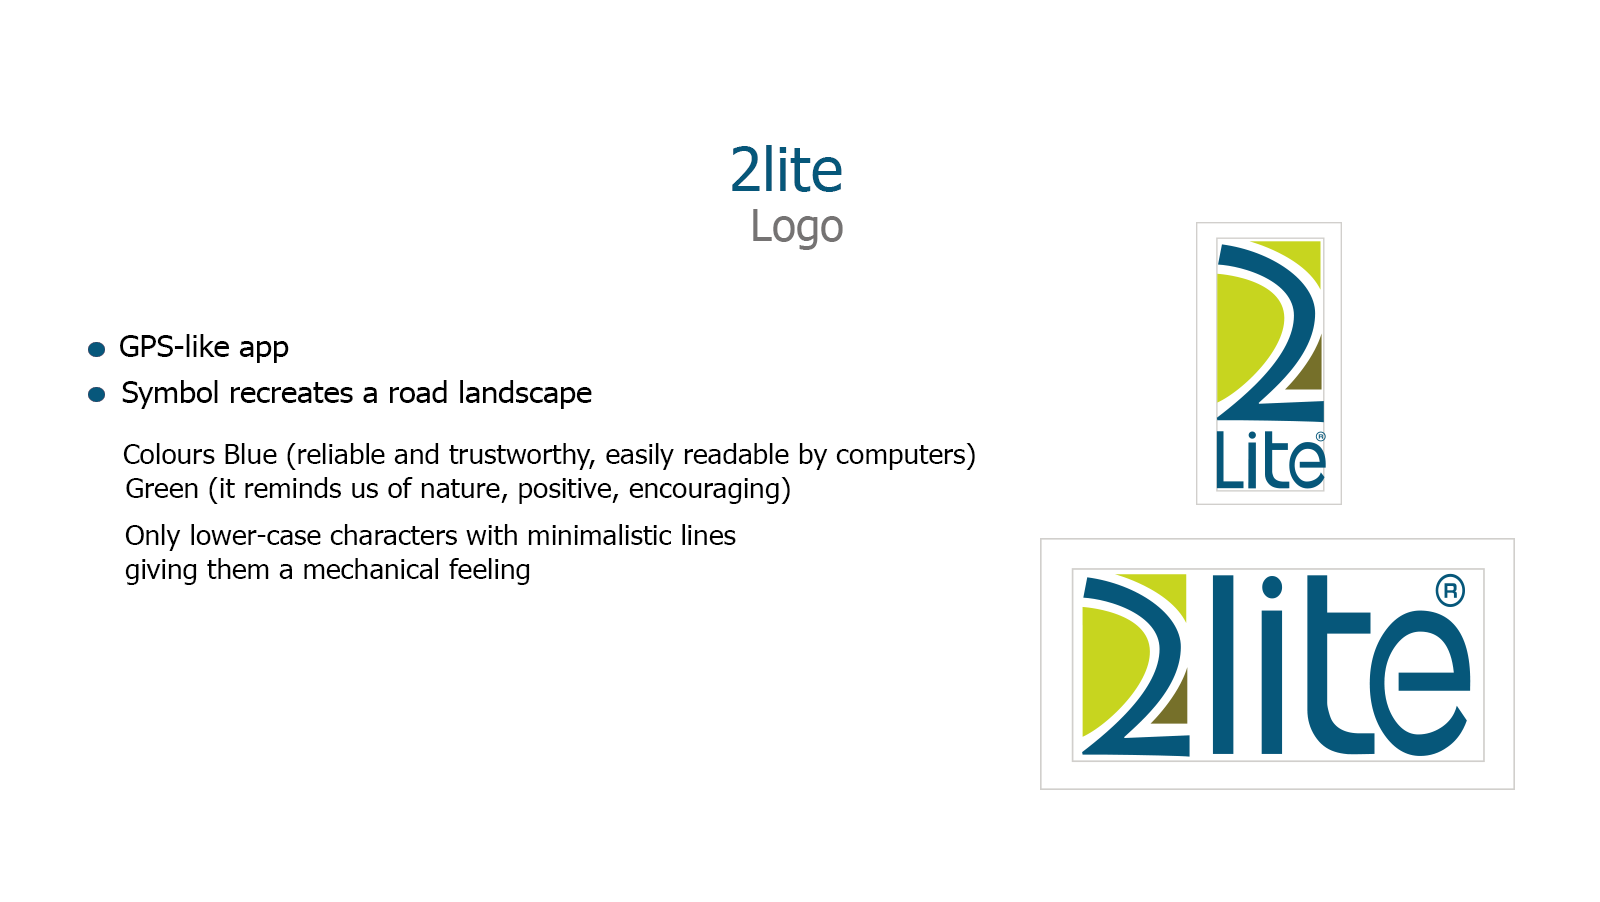 2lite
Logo
GPS-like app
Symbol recreates a road landscape
Colours Blue (reliable and trustworthy, easily readable by computers)
Green (it reminds us of nature, positive, encouraging)
Only lower-case characters with minimalistic lines
giving them a mechanical feeling
2
Lite®
2lite®